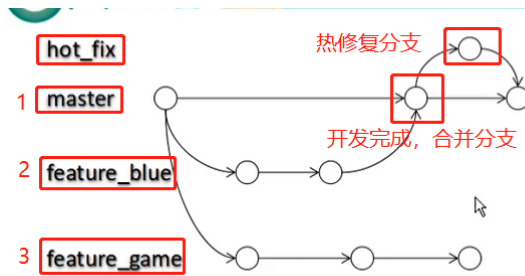 hot_fix
热修复分支
1 master
开发完成，合并分支
2 feature_blue
3 feature_game